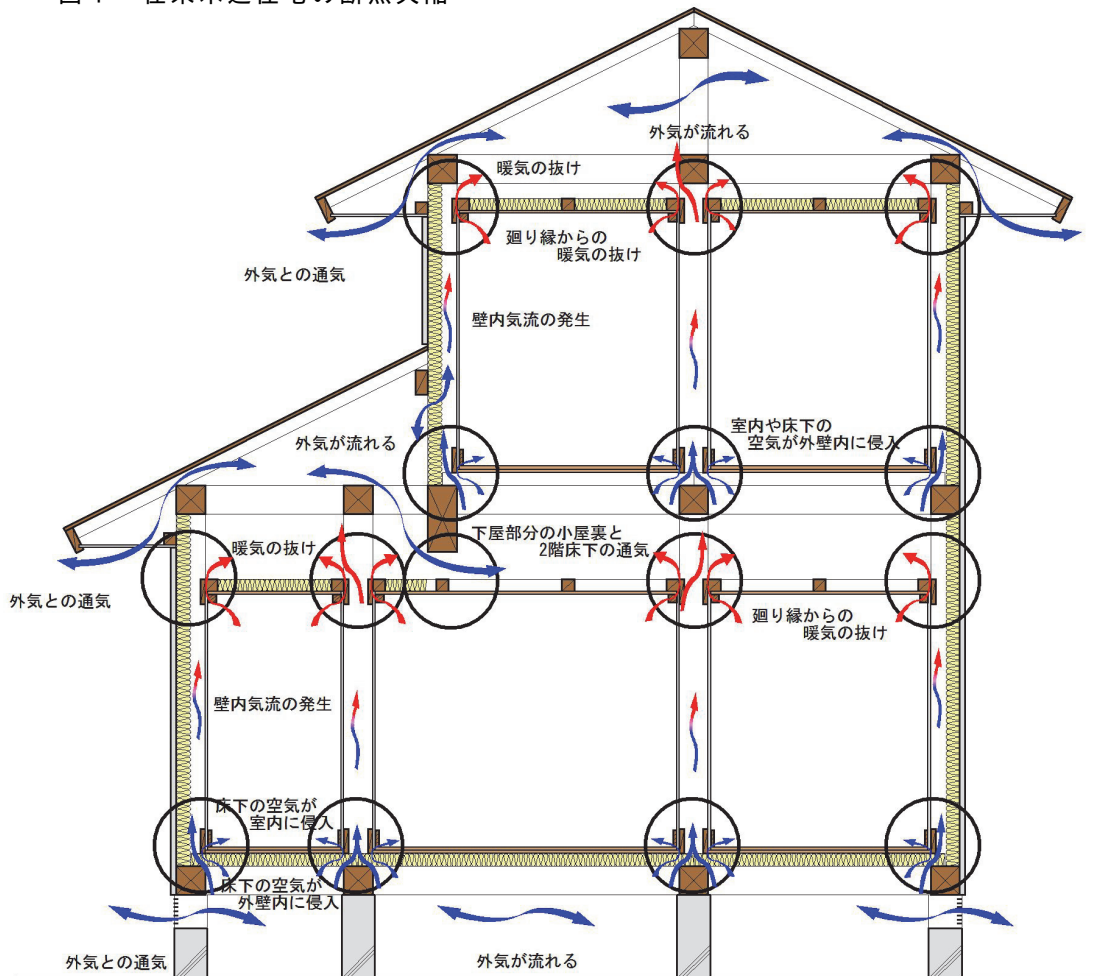 外気が流れる
暖気の抜け
廻り縁からの
暖気の抜け
外気との通気
壁内気流の発生
室内や床下の
空気が外壁内に侵入
外気が流れる
下屋部分の小屋裏と
2階床下の通気
暖気の抜け
外気との通気
廻り縁からの
暖気の抜け
壁内気流の発生
床下の空気が
室内に侵入
床下の空気が
外壁内に侵入
外気との通気
外気が流れる